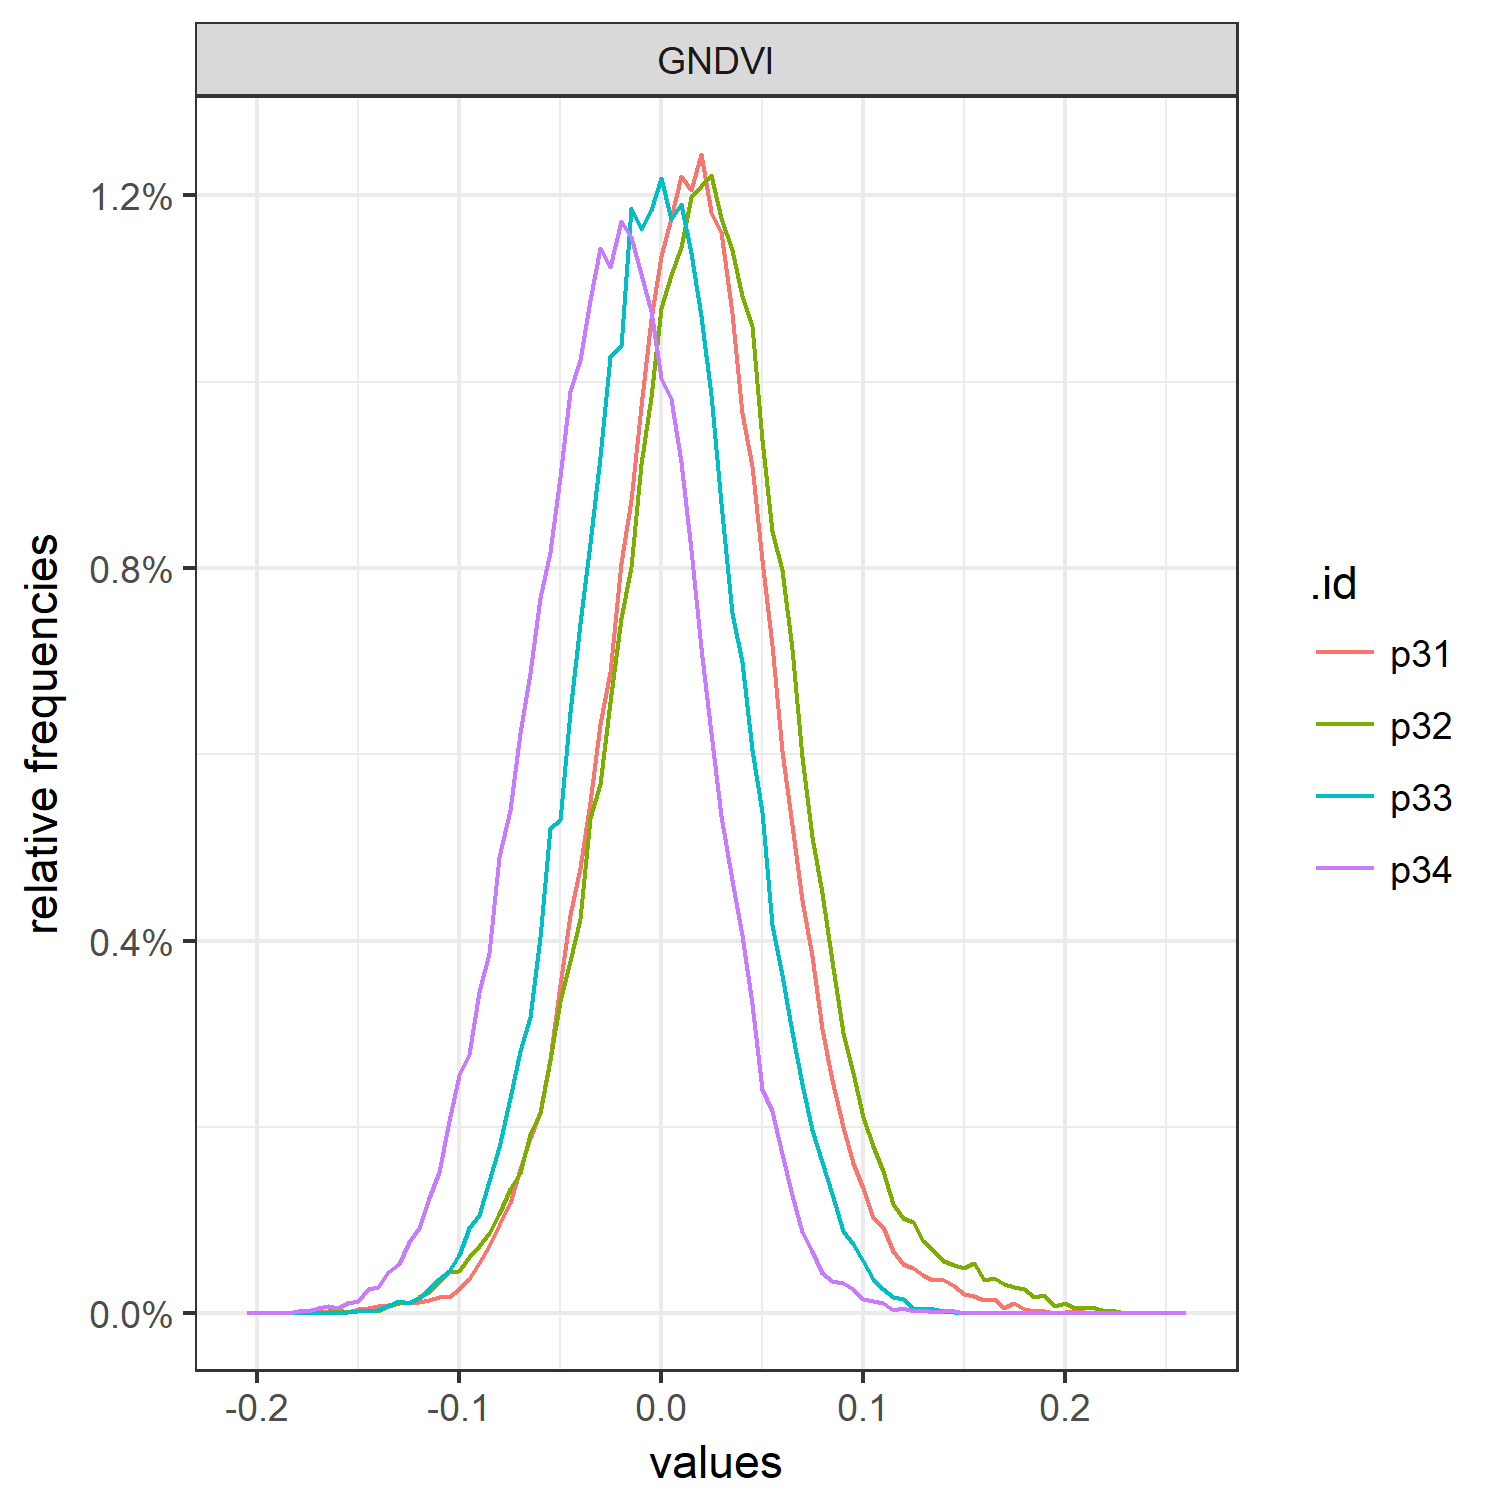 GNDVI
1.2%
0.8%
0.4%
0.0%
relative frequencies
-0.2
-0.1
0.0
0.1
0.2
values
.id
p31
p32
p33
p34